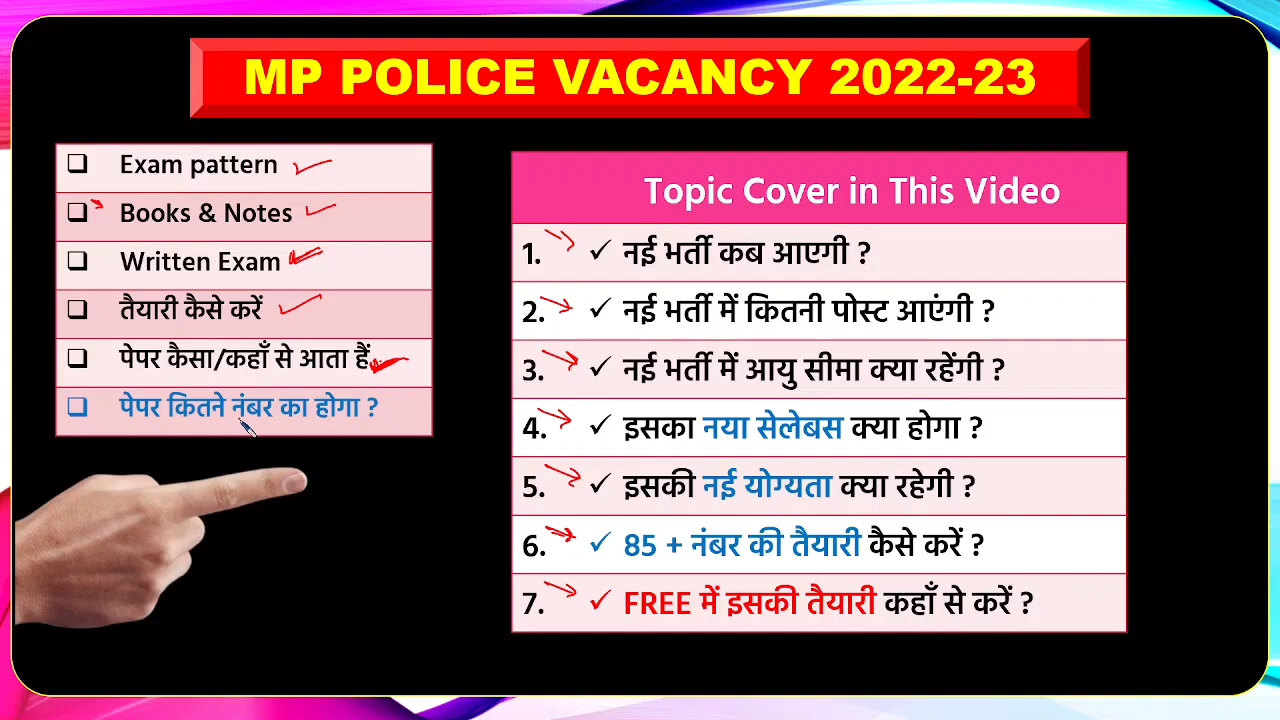 MP POLICE VACANCY 2022-23
Exam pattern
Books & Notes
Written Exam
तैयारी कैसे करें
पेपर कैसा/कहाँ से आता हैं
पेपर कितने नंबर का होगा ?
Topic Cover in This Video
1. ✓ नई भर्ती कब आएगी ?
2. ✓ नई भर्ती में कितनी पोस्ट आएंगी ?
3. ✓ नई भर्ती में आयु सीमा क्या रहेंगी ?
4. ✓ इसका नया सेलेबस क्या होगा ?
5. ✓ इसकी नई योग्यता क्या रहेगी ?
6. ✓ 85 + नंबर की तैयारी कैसे करें ?
7. ✓ FREE में इसकी तैयारी कहाँ से करें ?